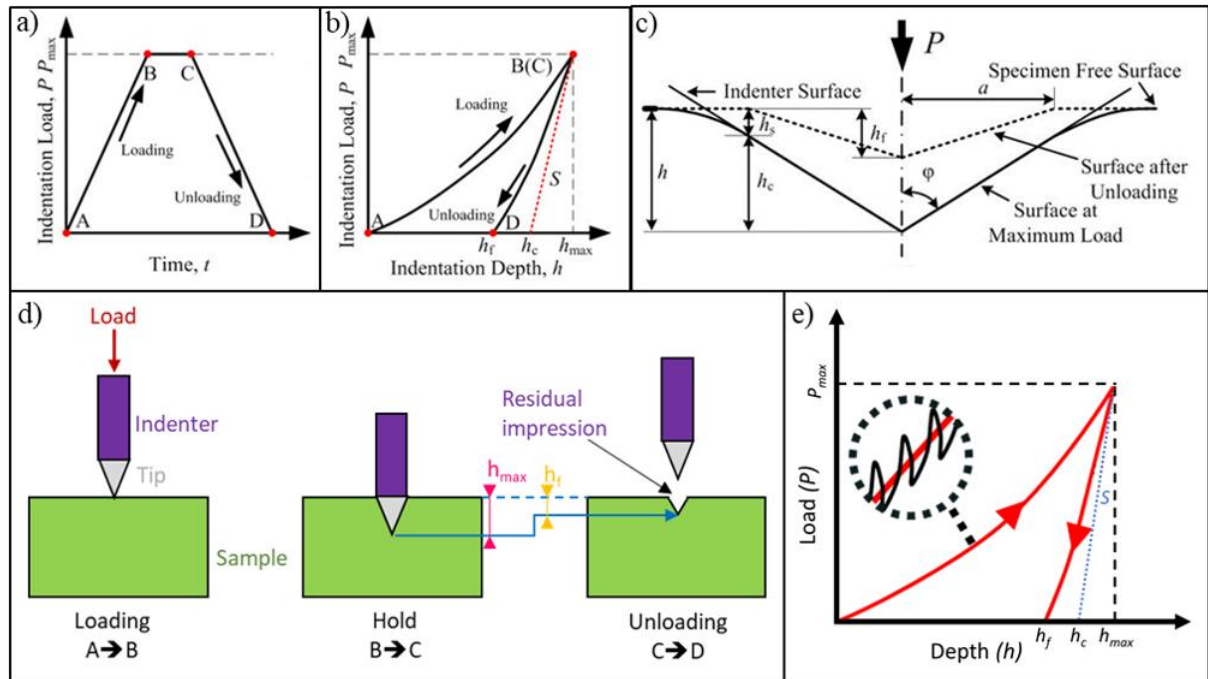 a)
Indentation Load, P
P_max
A
B
C
D
Loading
Unloading
Time, t
b)
Indentation Load, P
P_max
A
B(C)
D
Loading
Unloading
S
h_f
h_c
h_max
Indentation Depth, h
c)
P
Specimen Free Surface
Indenter Surface
a
h_s
h_f
h
h_c
φ
Surface after
Unloading
Surface at
Maximum Load
d)
Load
Indenter
Tip
Sample
h_max
h_f
Residual
impression
Loading
A➔B
Hold
B➔C
Unloading
C➔D
e)
P_max
Load (P)
S
h_f
h_c
h_max
Depth (h)